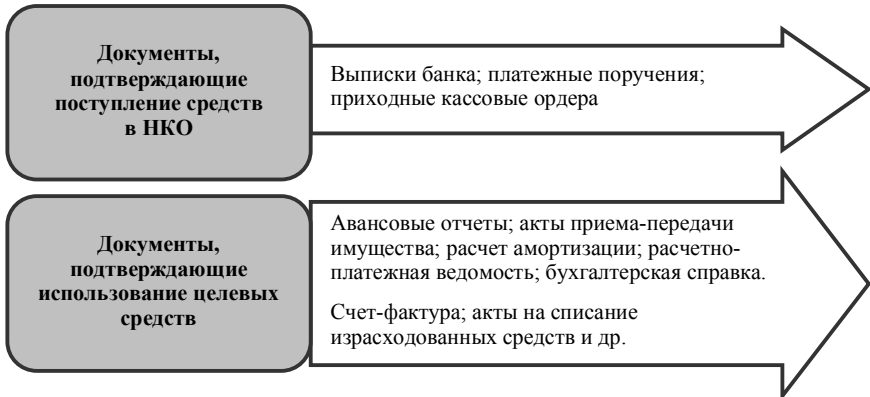 Документы,
подтверждающие
поступление средств
в НКО
Выписки банка; платежные поручения;
приходные кассовые ордера
Документы,
подтверждающие
использование целевых
средств
Авансовые отчеты; акты приема-передачи
имущества; расчет амортизации; расчетно-
платежная ведомость; бухгалтерская справка.
Счет-фактура; акты на списание
израсходованных средств и др.